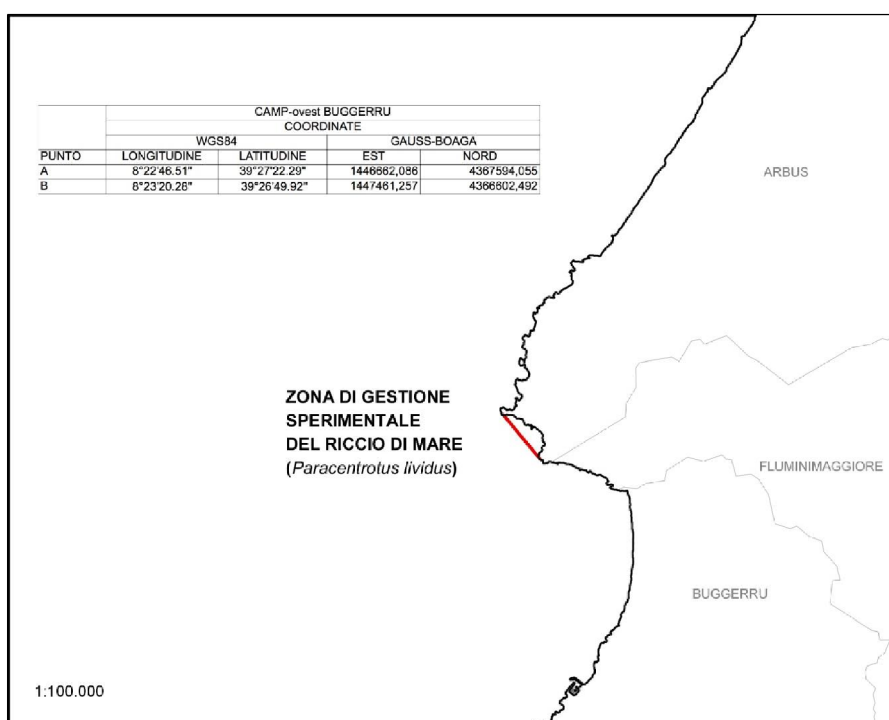 CAMP-ovest BUGGERRU
COORDINATE
WGS84 GAUSS-BOAGA
PUNTO LONGITUDINE LATITUDINE EST NORD
A 8°22'46.51" 39°27'22.29" 1446662,086 4367594,055
B 8°23'20.28" 39°26'49.92" 1447461,257 4366602,492
ARBUS
ZONA DI GESTIONE
SPERIMENTALE
DEL RICCIO DI MARE
(Paracentrotus lividus)
FLUMINIMAGGIORE
BUGGERRU
1:100.000